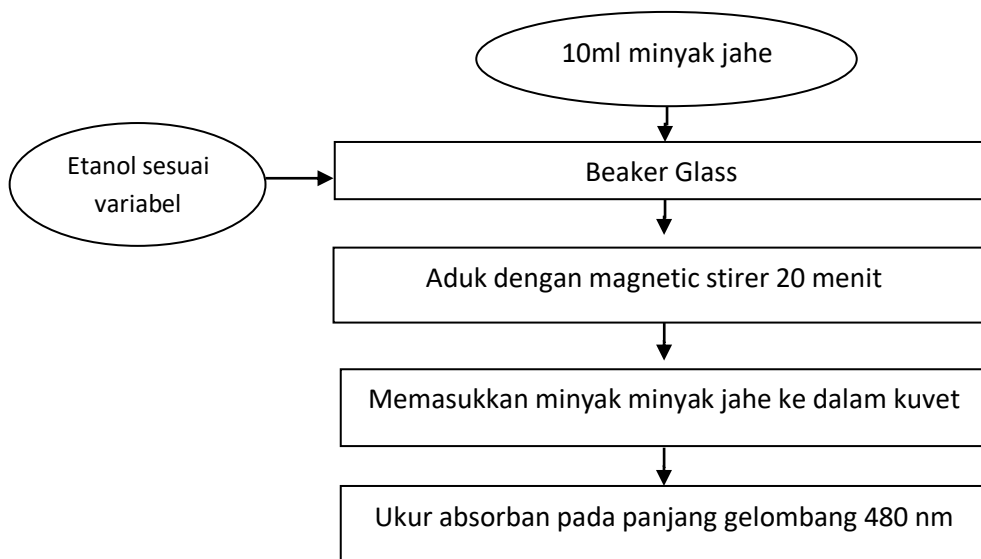 10ml minyak jahe
Etanol sesuai
variabel
Beaker Glass
Aduk dengan magnetic stirer 20 menit
Memasukkan minyak minyak jahe ke dalam kuvet
Ukur absorban pada panjang gelombang 480 nm